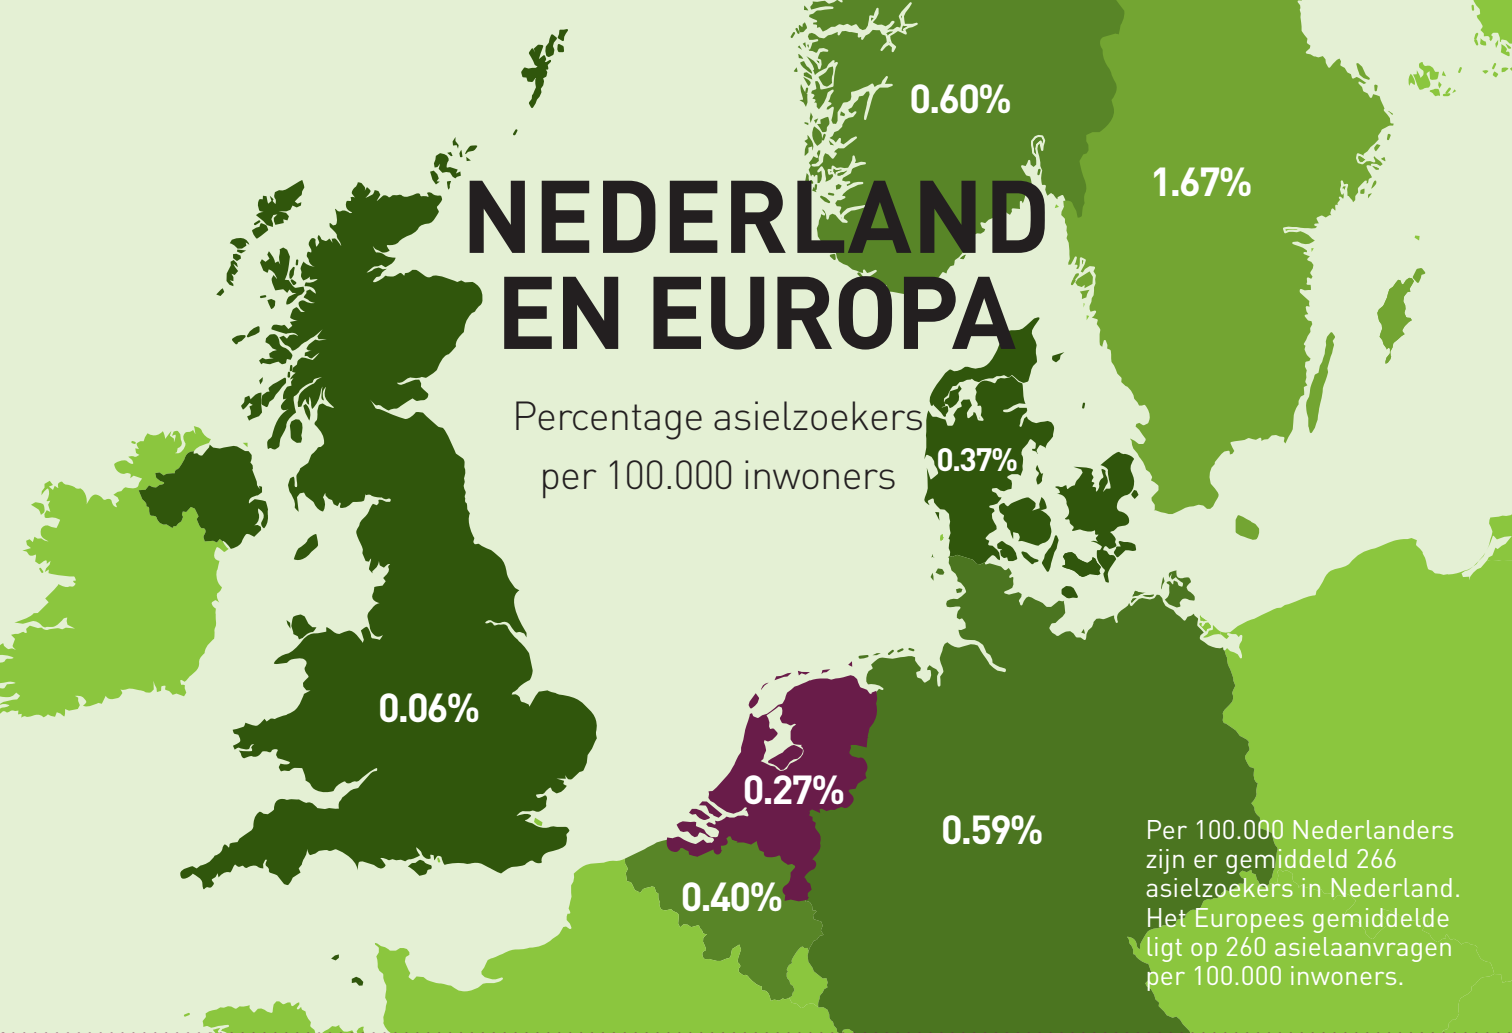 0.60%
1.67%
NEDERLAND
EN EUROPA
Percentage asielzoekers
per 100.000 inwoners
0.37%
0.06%
0.27%
0.59%
0.40%
Per 100.000 Nederlanders
zijn er gemiddeld 266
asielzoekers in Nederland.
Het Europees gemiddelde
ligt op 260 asielaanvragen
per 100.000 inwoners.